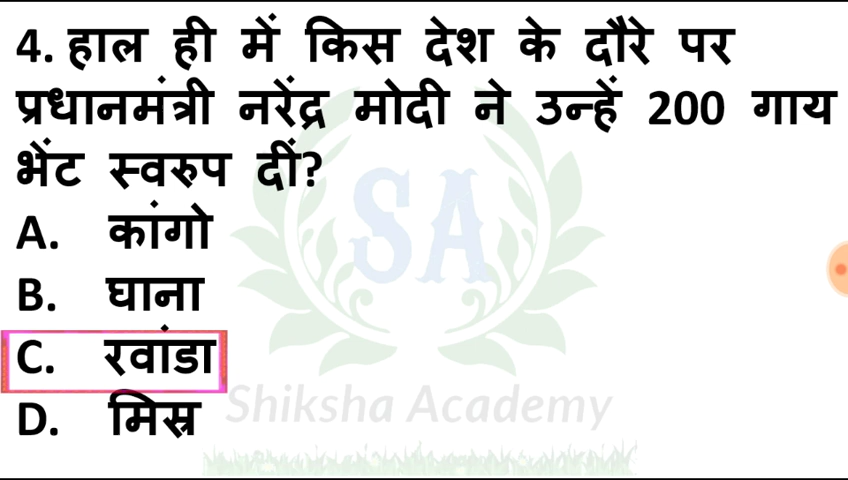 4. हाल ही में किस देश के दौरे पर
प्रधानमंत्री नरेंद्र मोदी ने उन्हें 200 गाय
भेंट स्वरुप दीं?
A. कांगो
B. घाना
C. रवांडा
D. मिस्र
SA
Shiksha Academy